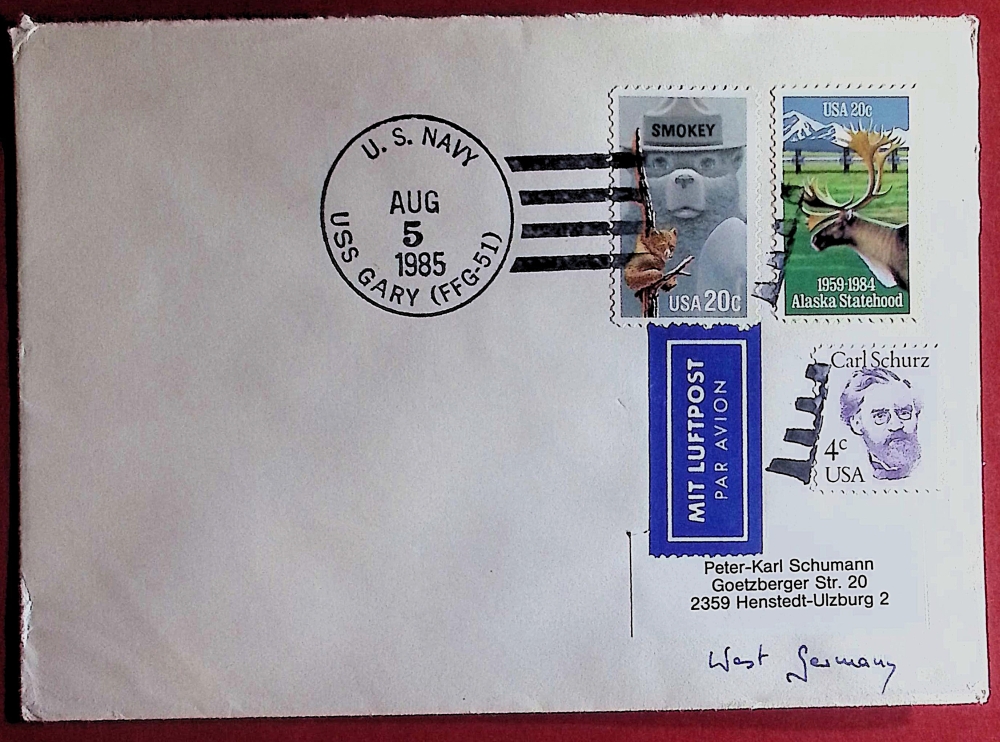 U. S. NAVY
AUG
5
1985
USS GARY (FFG-51)
SMOKEY
USA 20c
USA 20c
1959-1984
Alaska Statehood
Carl Schurz
4c
USA
MIT LUFTPOST
PAR AVION
Peter-Karl Schumann
Goetzberger Str. 20
2359 Henstedt-Ulzburg 2
West Germany